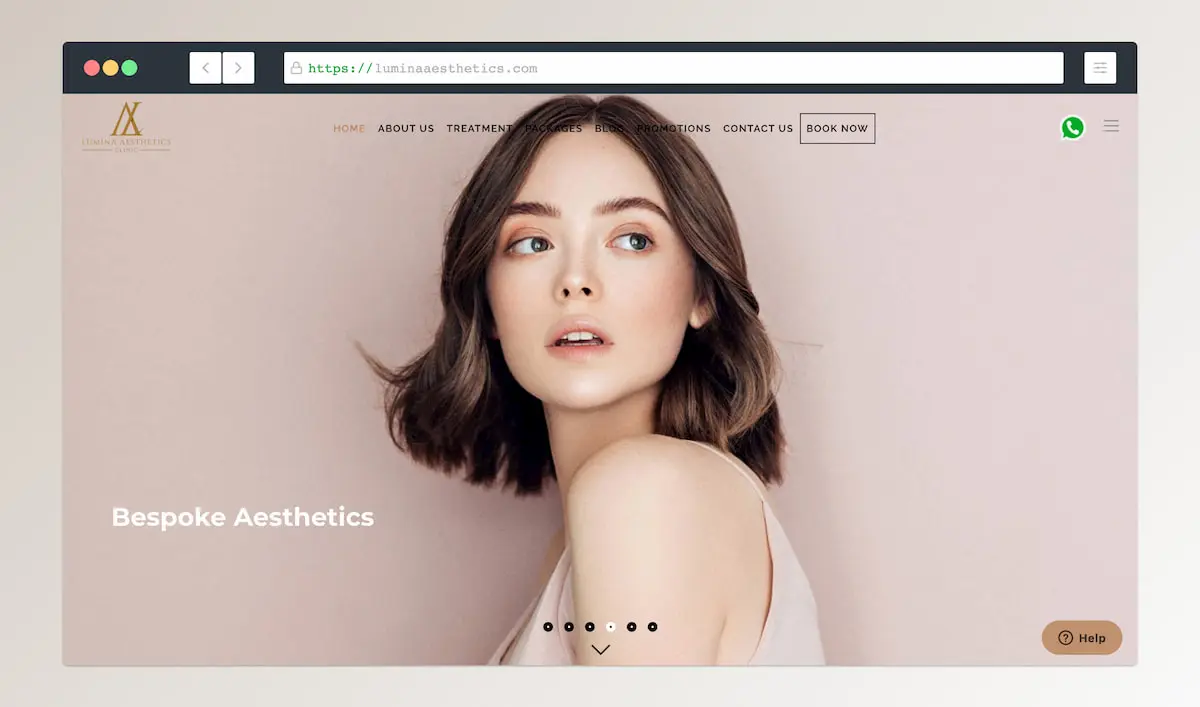 https://luminaaesthetics.com
LUMINA AESTHETICS
CLINIC
HOME ABOUT US TREATMENT PACKAGES BLOG PROMOTIONS CONTACT US BOOK NOW
Bespoke Aesthetics
Help